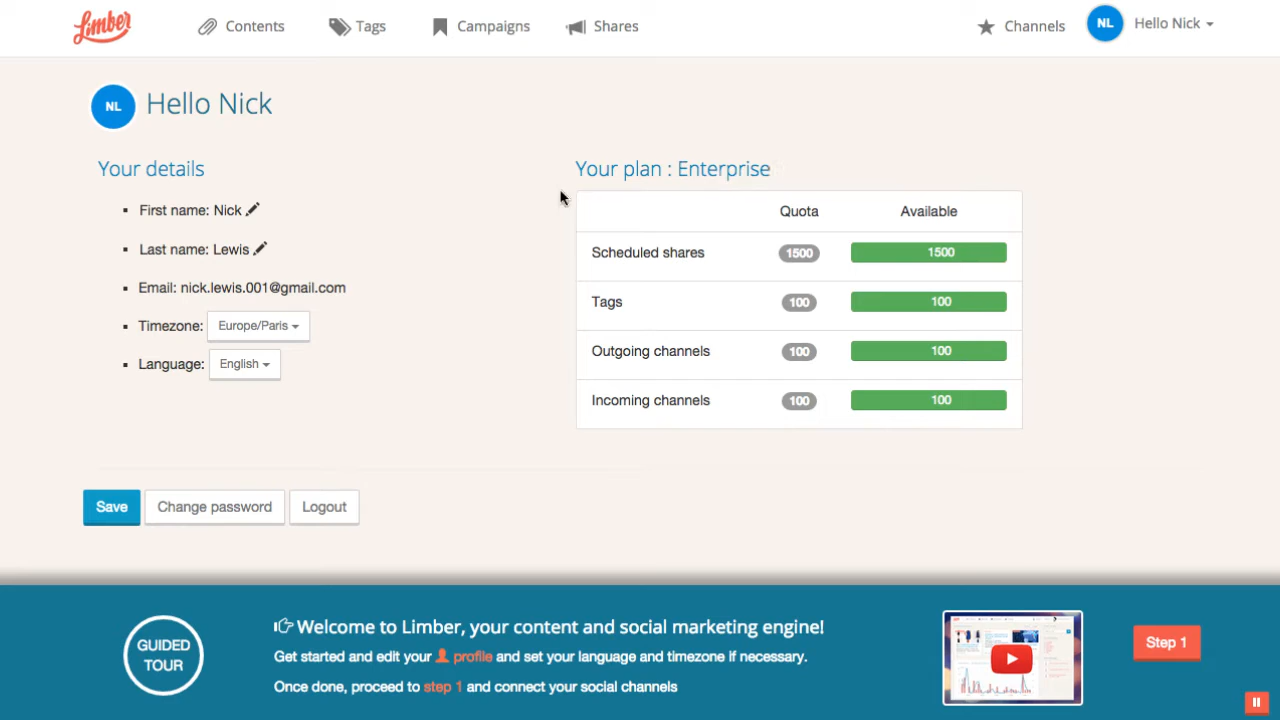 Limber
Contents
Tags
Campaigns
Shares
Channels
NL
Hello Nick
NL
Hello Nick
Your details
First name: Nick
Last name: Lewis
Email: nick.lewis.001@gmail.com
Timezone: Europe/Paris
Language: English
Your plan : Enterprise
Quota Available
Scheduled shares 1500 1500
Tags 100 100
Outgoing channels 100 100
Incoming channels 100 100
Save
Change password
Logout
GUIDED
TOUR
Welcome to Limber, your content and social marketing engine!
Get started and edit your profile and set your language and timezone if necessary.
Once done, proceed to step 1 and connect your social channels
Step 1